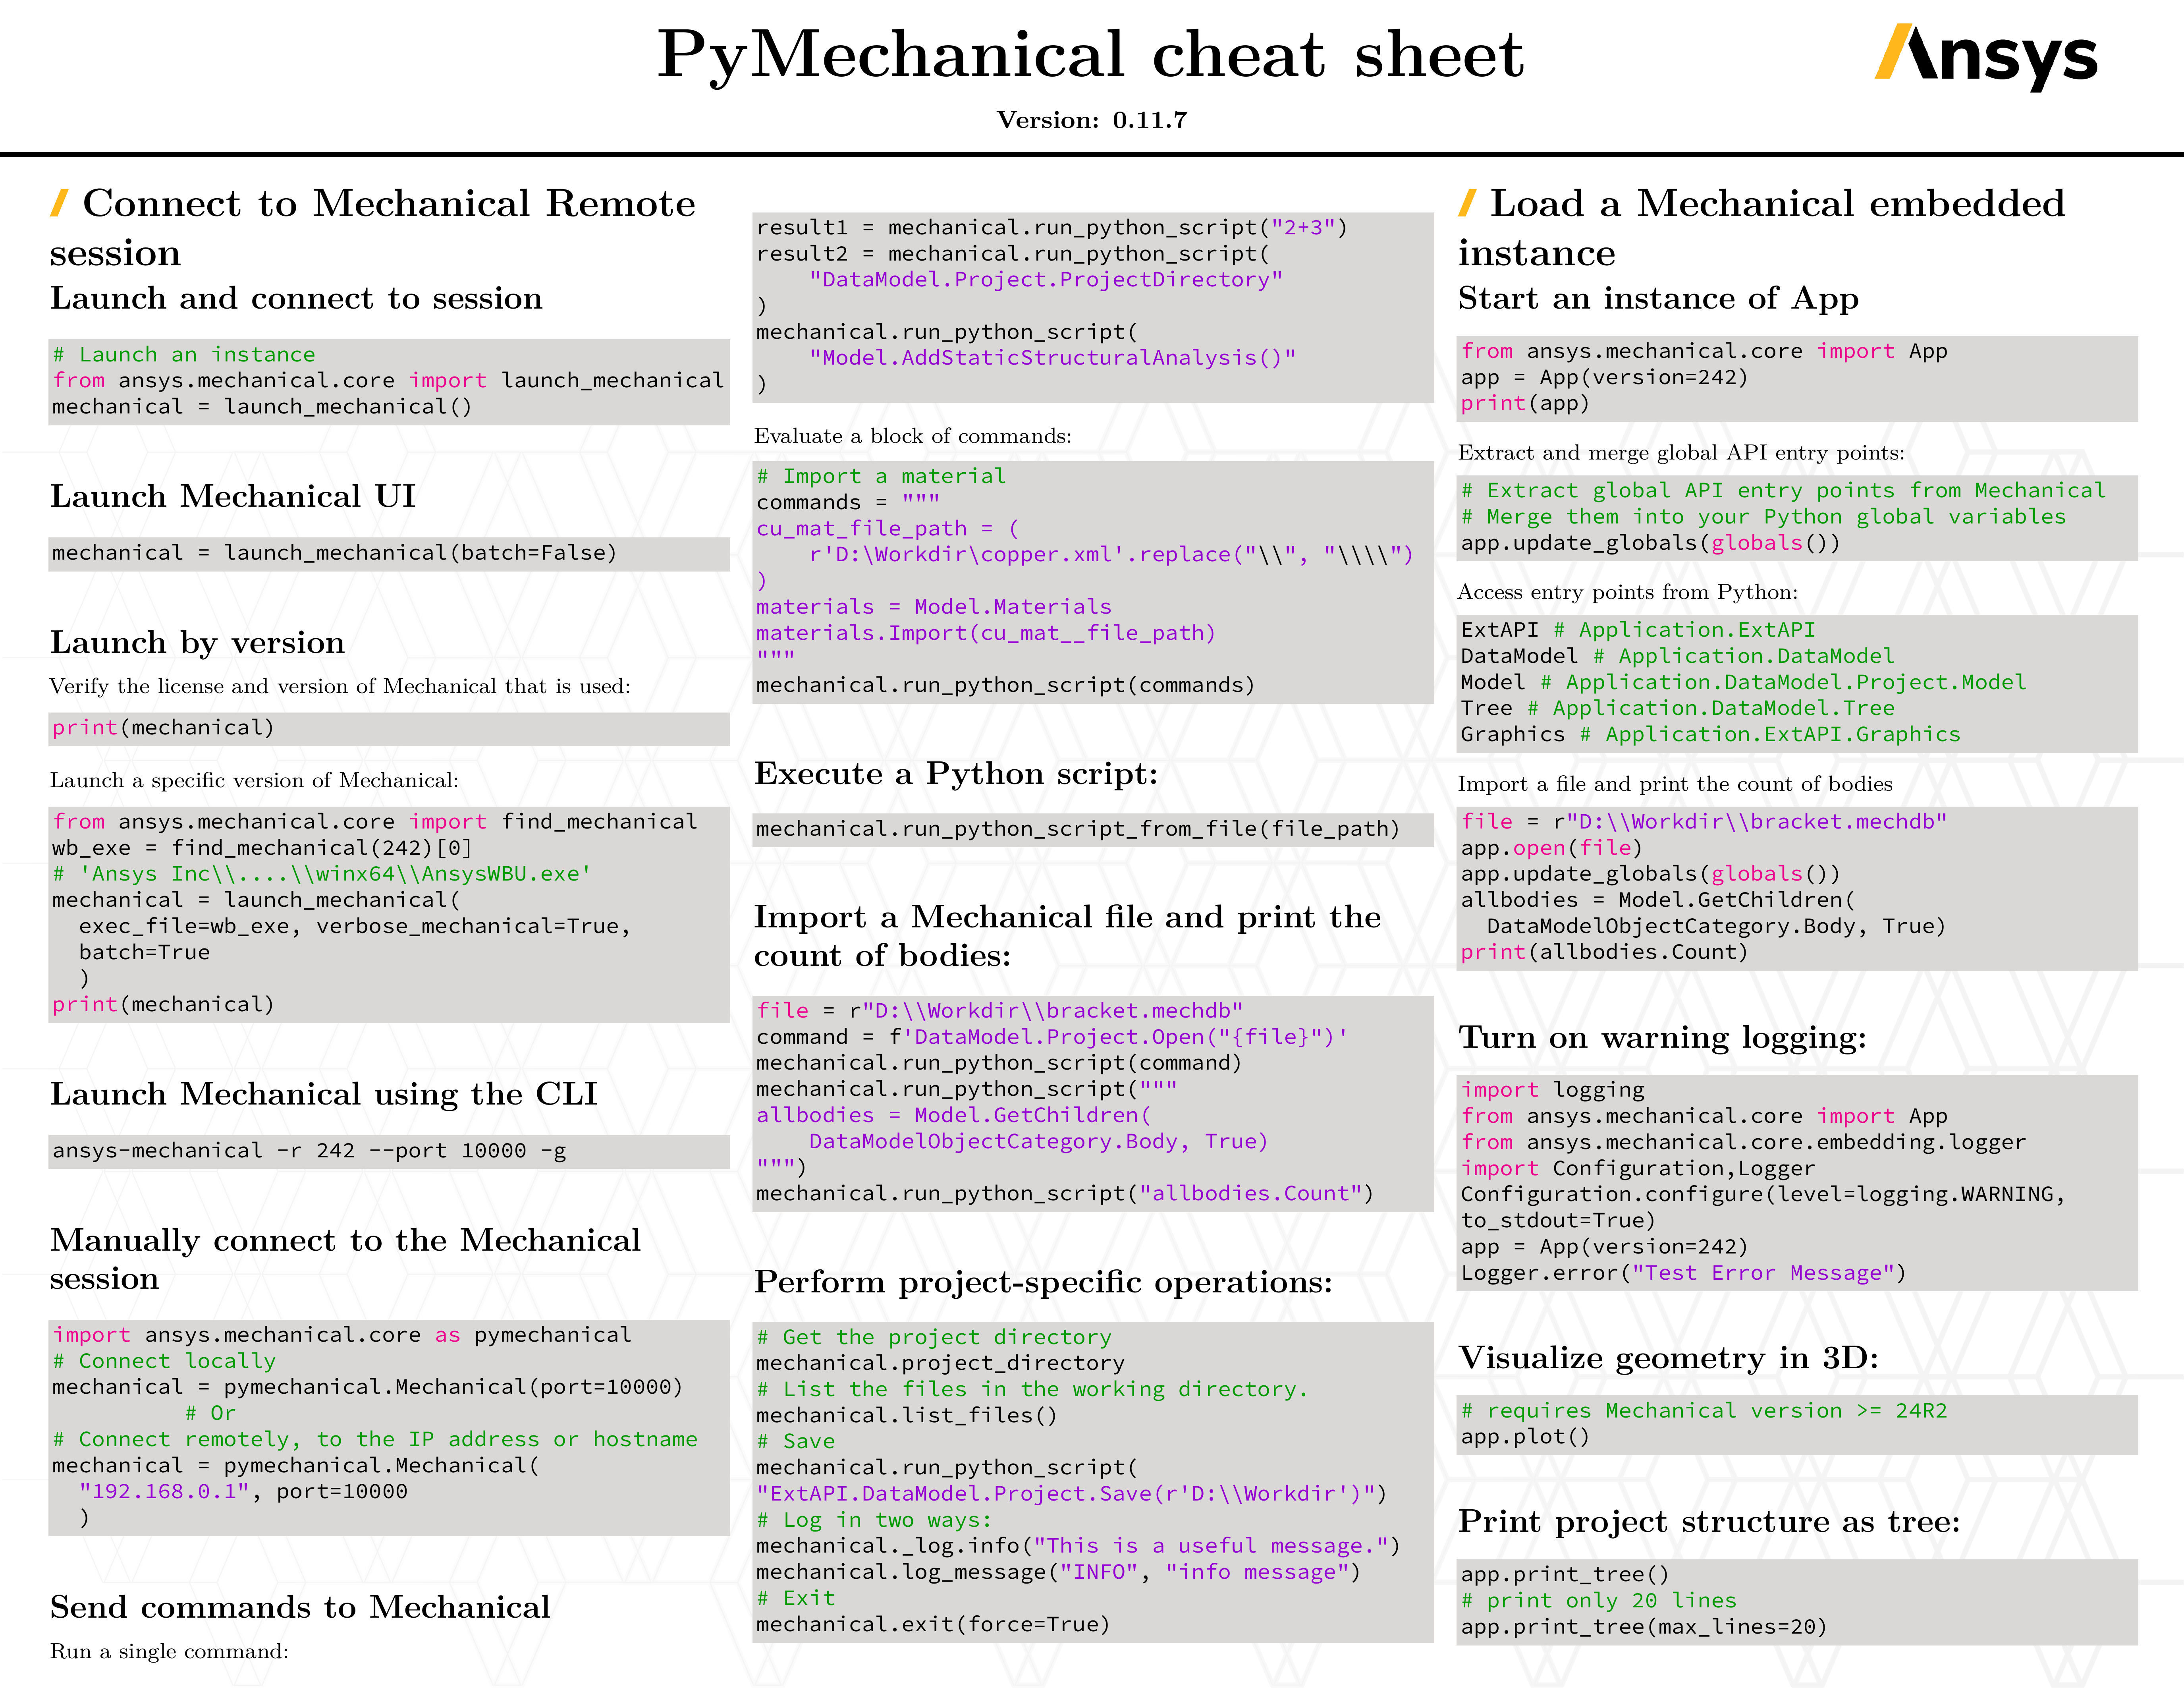 PyMechanical cheat sheet
Ansys
Version: 0.11.7
Connect to Mechanical Remote
session
Launch and connect to session
# Launch an instance
from ansys.mechanical.core import launch_mechanical
mechanical = launch_mechanical()
Launch Mechanical UI
mechanical = launch_mechanical(batch=False)
Launch by version
Verify the license and version of Mechanical that is used:
print(mechanical)
Launch a specific version of Mechanical:
from ansys.mechanical.core import find_mechanical
wb_exe = find_mechanical(242)[0]
# 'Ansys Inc\\....\\winx64\\AnsysWBU.exe'
mechanical = launch_mechanical(
  exec_file=wb_exe, verbose_mechanical=True,
  batch=True
  )
print(mechanical)
Launch Mechanical using the CLI
ansys-mechanical -r 242 --port 10000 -g
Manually connect to the Mechanical
session
import ansys.mechanical.core as pymechanical
# Connect locally
mechanical = pymechanical.Mechanical(port=10000)
          # Or
# Connect remotely, to the IP address or hostname
mechanical = pymechanical.Mechanical(
  "192.168.0.1", port=10000
  )
Send commands to Mechanical
Run a single command:
result1 = mechanical.run_python_script("2+3")
result2 = mechanical.run_python_script(
    "DataModel.Project.ProjectDirectory"
)
mechanical.run_python_script(
    "Model.AddStaticStructuralAnalysis()"
)
Evaluate a block of commands:
# Import a material
commands = """
cu_mat_file_path = (
    r'D:\Workdir\copper.xml'.replace("\\", "\\\\")
)
materials = Model.Materials
materials.Import(cu_mat__file_path)
"""
mechanical.run_python_script(commands)
Execute a Python script:
mechanical.run_python_script_from_file(file_path)
Import a Mechanical file and print the
count of bodies:
file = r"D:\\Workdir\\bracket.mechdb"
command = f'DataModel.Project.Open("{file}")'
mechanical.run_python_script(command)
mechanical.run_python_script("""
allbodies = Model.GetChildren(
    DataModelObjectCategory.Body, True)
""")
mechanical.run_python_script("allbodies.Count")
Perform project-specific operations:
# Get the project directory
mechanical.project_directory
# List the files in the working directory.
mechanical.list_files()
# Save
mechanical.run_python_script(
"ExtAPI.DataModel.Project.Save(r'D:\\Workdir')")
# Log in two ways:
mechanical._log.info("This is a useful message.")
mechanical.log_message("INFO", "info message")
# Exit
mechanical.exit(force=True)
Load a Mechanical embedded
instance
Start an instance of App
from ansys.mechanical.core import App
app = App(version=242)
print(app)
Extract and merge global API entry points:
# Extract global API entry points from Mechanical
# Merge them into your Python global variables
app.update_globals(globals())
Access entry points from Python:
ExtAPI # Application.ExtAPI
DataModel # Application.DataModel
Model # Application.DataModel.Project.Model
Tree # Application.DataModel.Tree
Graphics # Application.ExtAPI.Graphics
Import a file and print the count of bodies
file = r"D:\\Workdir\\bracket.mechdb"
app.open(file)
app.update_globals(globals())
allbodies = Model.GetChildren(
  DataModelObjectCategory.Body, True)
print(allbodies.Count)
Turn on warning logging:
import logging
from ansys.mechanical.core import App
from ansys.mechanical.core.embedding.logger
import Configuration,Logger
Configuration.configure(level=logging.WARNING,
to_stdout=True)
app = App(version=242)
Logger.error("Test Error Message")
Visualize geometry in 3D:
# requires Mechanical version >= 24R2
app.plot()
Print project structure as tree:
app.print_tree()
# print only 20 lines
app.print_tree(max_lines=20)